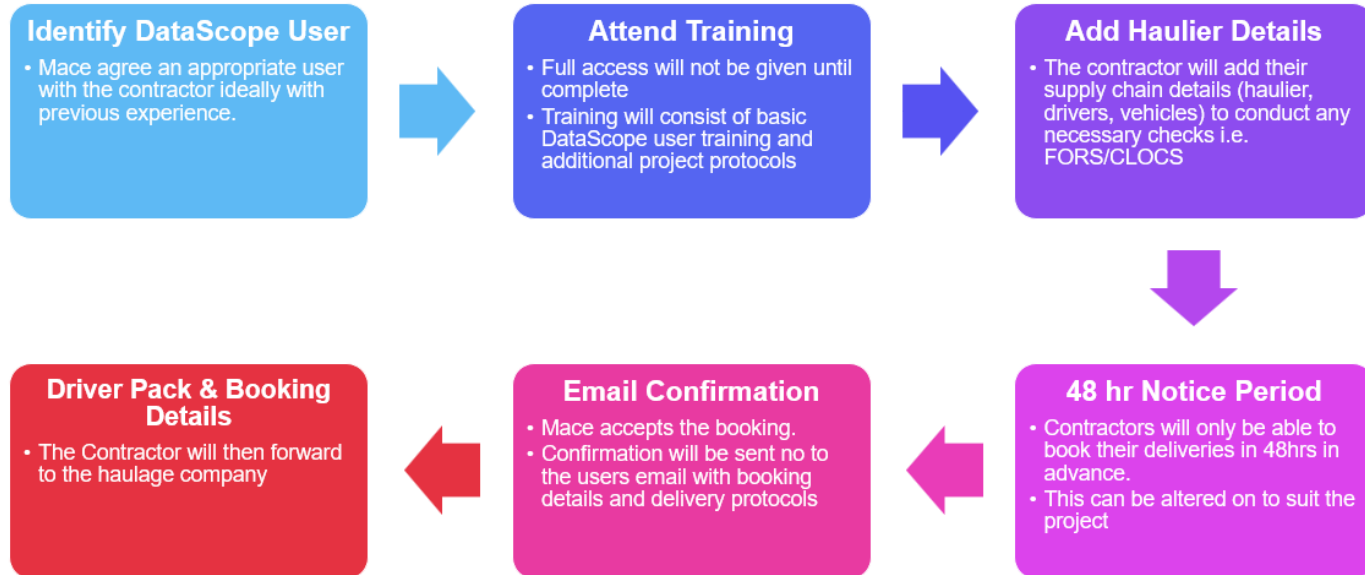 Identify DataScope User
• Mace agree an appropriate user
with the contractor ideally with
previous experience.
Attend Training
• Full access will not be given until
complete
• Training will consist of basic
DataScope user training and
additional project protocols
Add Haulier Details
• The contractor will add their
supply chain details (haulier,
drivers, vehicles) to conduct any
necessary checks i.e.
FORS/CLOCS
48 hr Notice Period
• Contractors will only be able to
book their deliveries in 48hrs in
advance.
• This can be altered on to suit the
project
Email Confirmation
• Mace accepts the booking.
• Confirmation will be sent no to
the users email with booking
details and delivery protocols
Driver Pack & Booking
Details
• The Contractor will then forward
to the haulage company